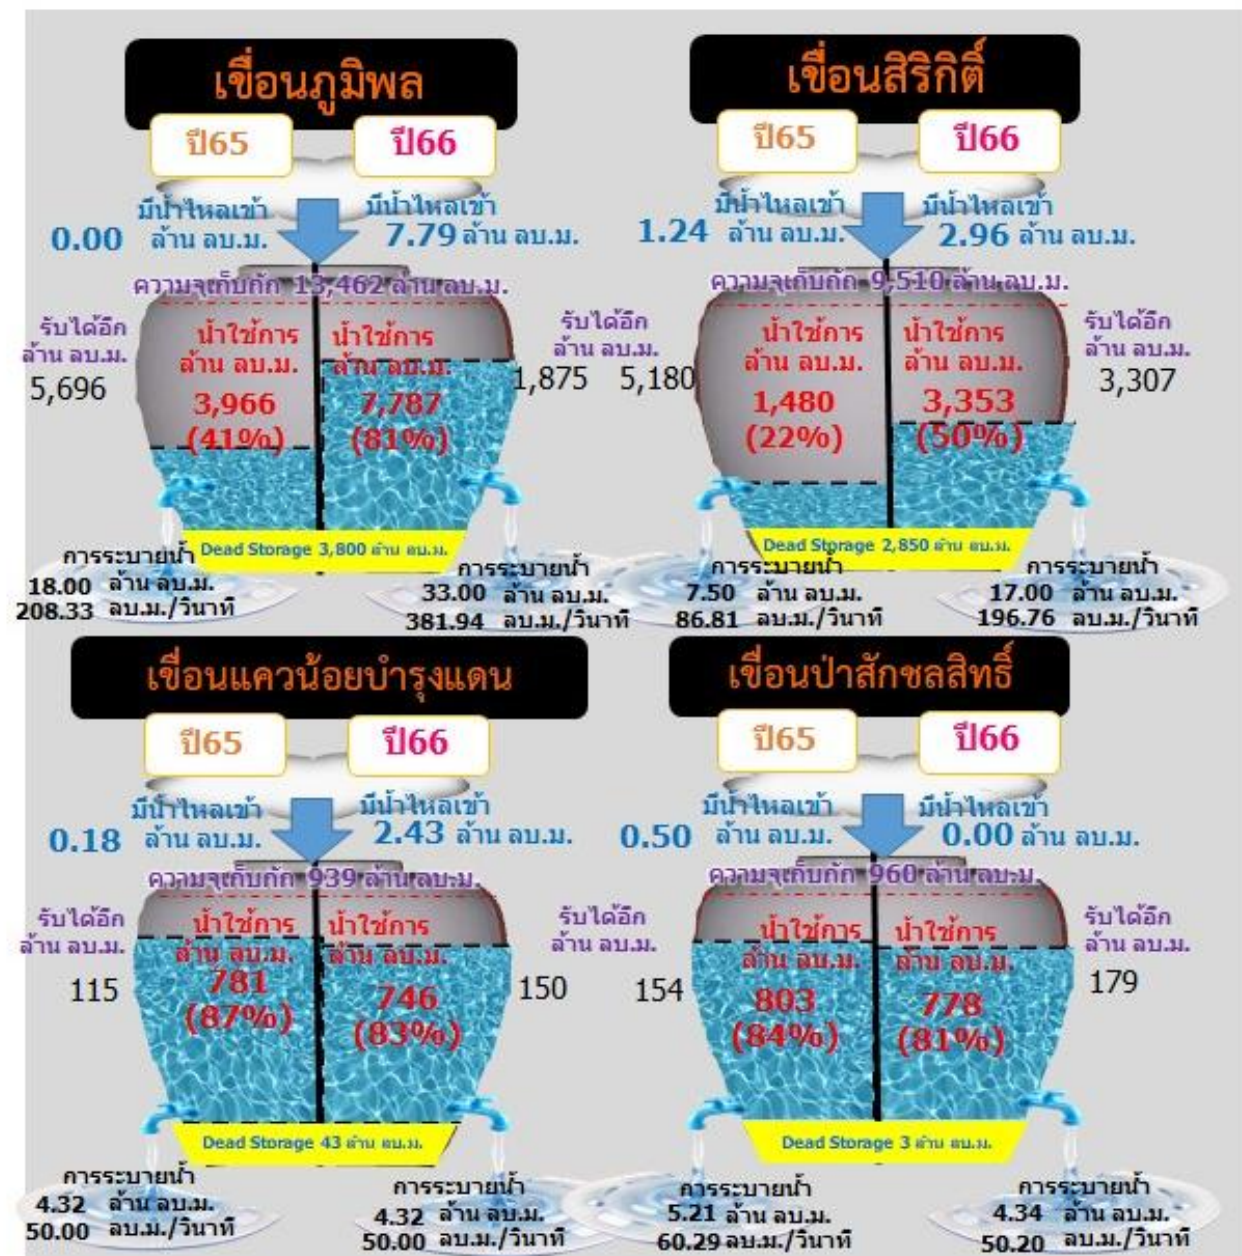 เขื่อนภูมิพล
ปี65
ปี66
มีน้ำไหลเข้า
0.00 ล้าน ลบ.ม.
มีน้ำไหลเข้า
7.79 ล้าน ลบ.ม.
ความจุเก็บกัก 13,462 ล้าน ลบ.ม.
รับได้อีก
ล้าน ลบ.ม.
5,696
น้ำใช้การ
ล้าน ลบ.ม.
3,966
(41%)
น้ำใช้การ
ล้าน ลบ.ม.
7,787
(81%)
รับได้อีก
ล้าน ลบ.ม.
1,875
Dead Storage 3,800 ล้าน ลบ.ม.
การระบายน้ำ
18.00 ล้าน ลบ.ม.
208.33 ลบ.ม./วินาที
การระบายน้ำ
33.00 ล้าน ลบ.ม.
381.94 ลบ.ม./วินาที
เขื่อนสิริกิติ์
ปี65
ปี66
มีน้ำไหลเข้า
1.24 ล้าน ลบ.ม.
มีน้ำไหลเข้า
2.96 ล้าน ลบ.ม.
ความจุเก็บกัก 9,510 ล้าน ลบ.ม.
5,180
น้ำใช้การ
ล้าน ลบ.ม.
1,480
(22%)
น้ำใช้การ
ล้าน ลบ.ม.
3,353
(50%)
รับได้อีก
ล้าน ลบ.ม.
3,307
Dead Storage 2,850 ล้าน ลบ.ม.
การระบายน้ำ
7.50 ล้าน ลบ.ม.
86.81 ลบ.ม./วินาที
การระบายน้ำ
17.00 ล้าน ลบ.ม.
196.76 ลบ.ม./วินาที
เขื่อนแควน้อยบำรุงแดน
ปี65
ปี66
มีน้ำไหลเข้า
0.18 ล้าน ลบ.ม.
มีน้ำไหลเข้า
2.43 ล้าน ลบ.ม.
ความจุเก็บกัก 939 ล้าน ลบ.ม.
รับได้อีก
ล้าน ลบ.ม.
115
น้ำใช้การ
ล้าน ลบ.ม.
781
(87%)
น้ำใช้การ
ล้าน ลบ.ม.
746
(83%)
รับได้อีก
ล้าน ลบ.ม.
150
Dead Storage 43 ล้าน ลบ.ม.
การระบายน้ำ
4.32 ล้าน ลบ.ม.
50.00 ลบ.ม./วินาที
การระบายน้ำ
4.32 ล้าน ลบ.ม.
50.00 ลบ.ม./วินาที
เขื่อนป่าสักชลสิทธิ์
ปี65
ปี66
มีน้ำไหลเข้า
0.50 ล้าน ลบ.ม.
มีน้ำไหลเข้า
0.00 ล้าน ลบ.ม.
ความจุเก็บกัก 960 ล้าน ลบ.ม.
154
น้ำใช้การ
ล้าน ลบ.ม.
803
(84%)
น้ำใช้การ
ล้าน ลบ.ม.
778
(81%)
รับได้อีก
ล้าน ลบ.ม.
179
Dead Storage 3 ล้าน ลบ.ม.
การระบายน้ำ
5.21 ล้าน ลบ.ม.
60.29 ลบ.ม./วินาที
การระบายน้ำ
4.34 ล้าน ลบ.ม.
50.20 ลบ.ม./วินาที